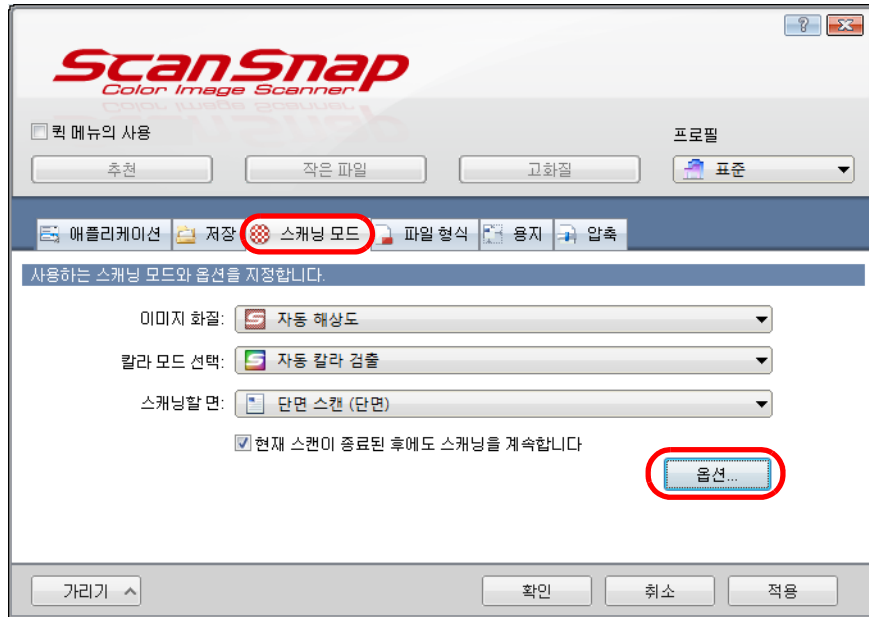 ScanSnap
Color Image Scanner
퀵 메뉴의 사용
프로필
추천
작은 파일
고화질
표준
애플리케이션
저장
스캐닝 모드
파일 형식
용지
압축
사용하는 스캐닝 모드와 옵션을 지정합니다.
이미지 화질:
자동 해상도
칼라 모드 선택:
자동 칼라 검출
스캐닝할 면:
단면 스캔 (단면)
현재 스캔이 종료된 후에도 스캐닝을 계속합니다
옵션...
가리기
확인
취소
적용